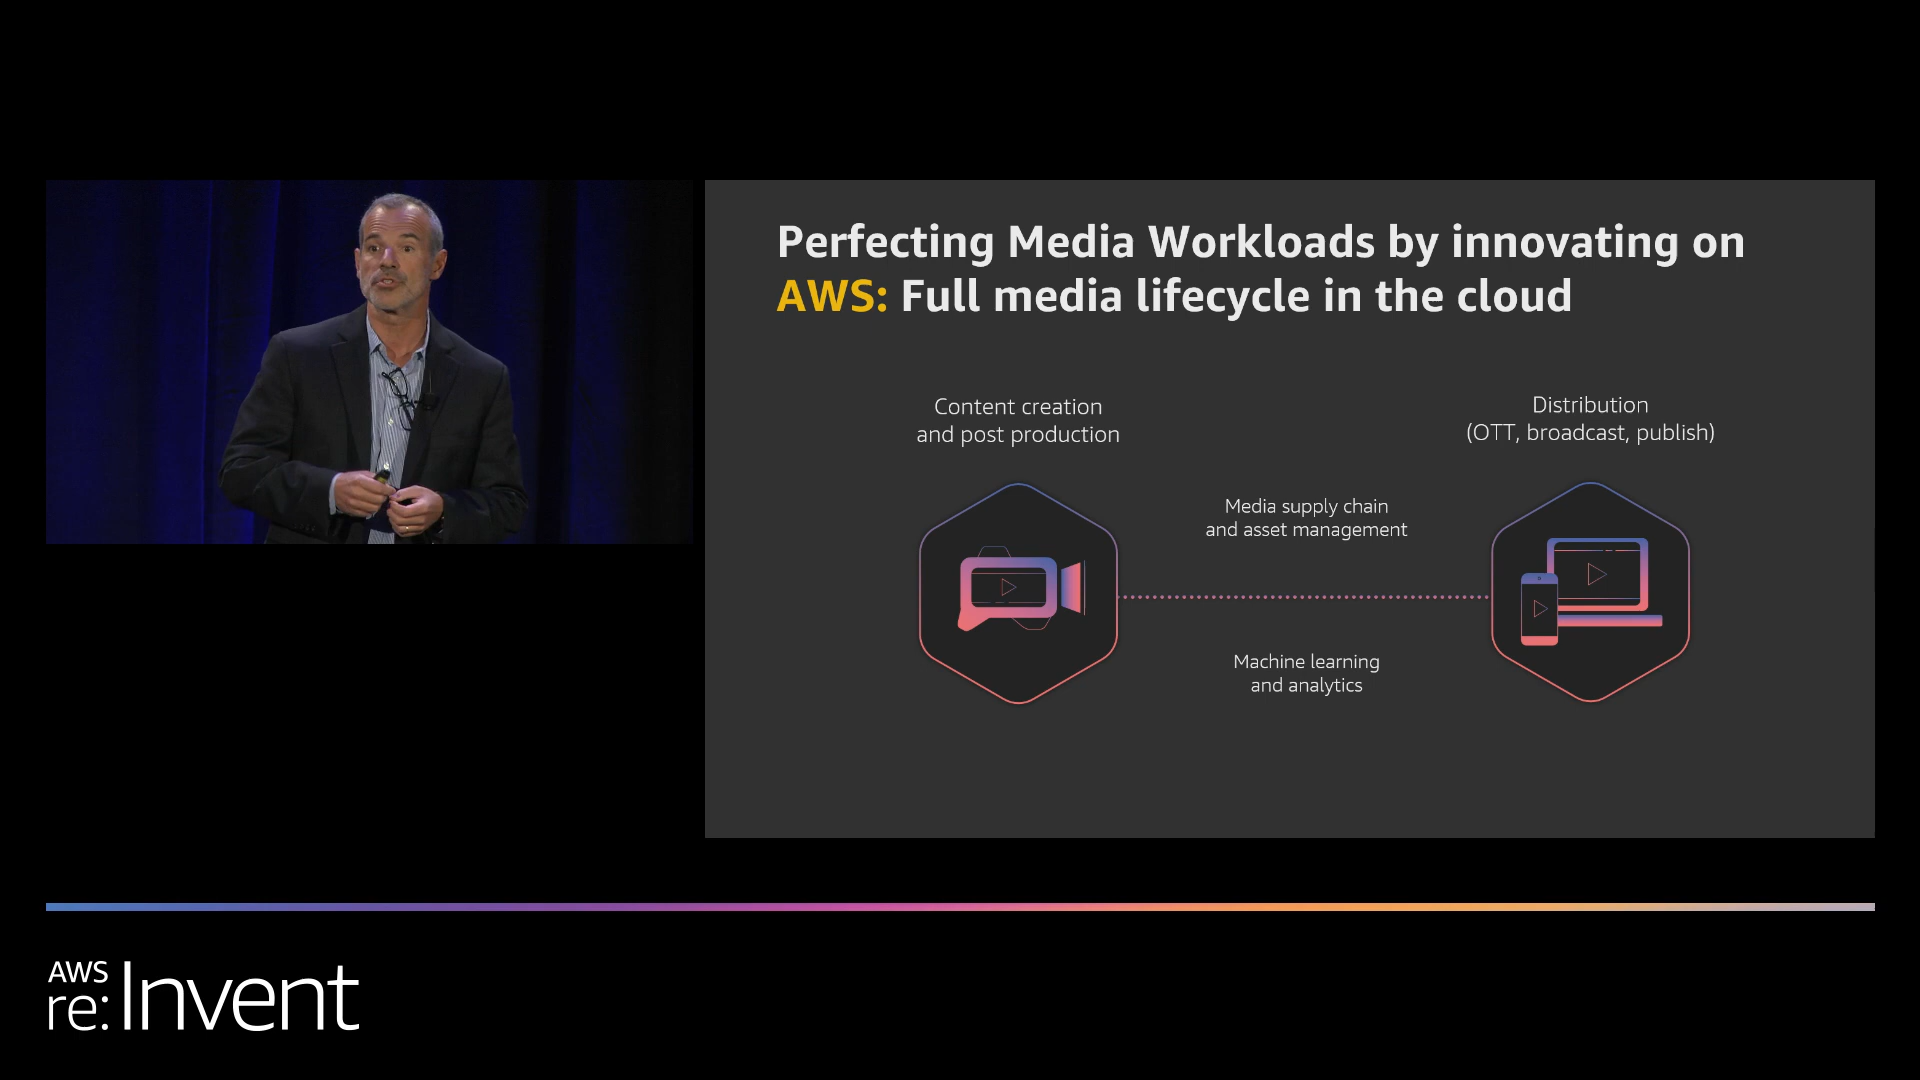 Perfecting Media Workloads by innovating on
AWS: Full media lifecycle in the cloud
Content creation
and post production
Distribution
(OTT, broadcast, publish)
Media supply chain
and asset management
Machine learning
and analytics
AWS
re:Invent